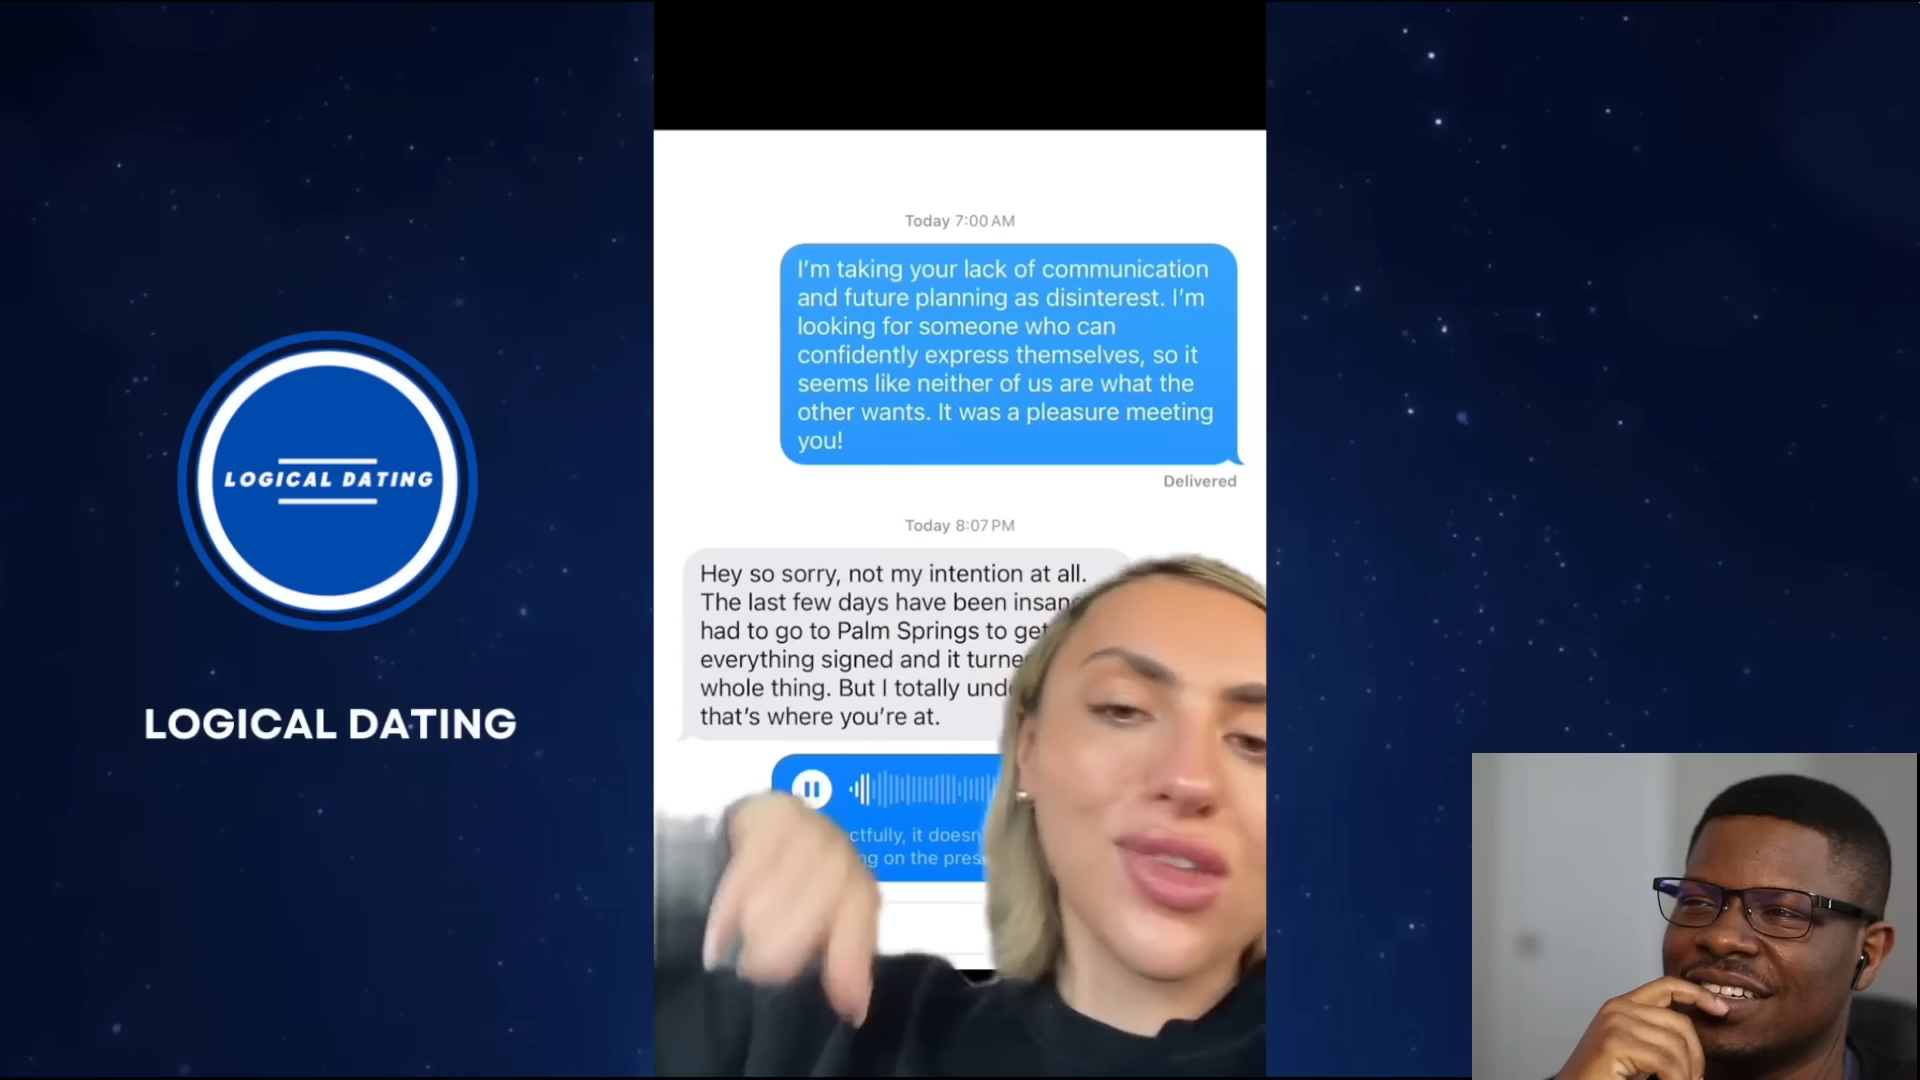 Today 7:00 AM
I'm taking your lack of communication
and future planning as disinterest. I'm
looking for someone who can
confidently express themselves, so it
seems like neither of us are what the
other wants. It was a pleasure meeting
you!
Delivered
Today 8:07 PM
Hey so sorry, not my intention at all.
The last few days have been
had to go to Palm Springs to get
everything signed and it
whole thing. But I totally
that's where you're at.
it
on the
LOGICAL DATING
LOGICAL DATING